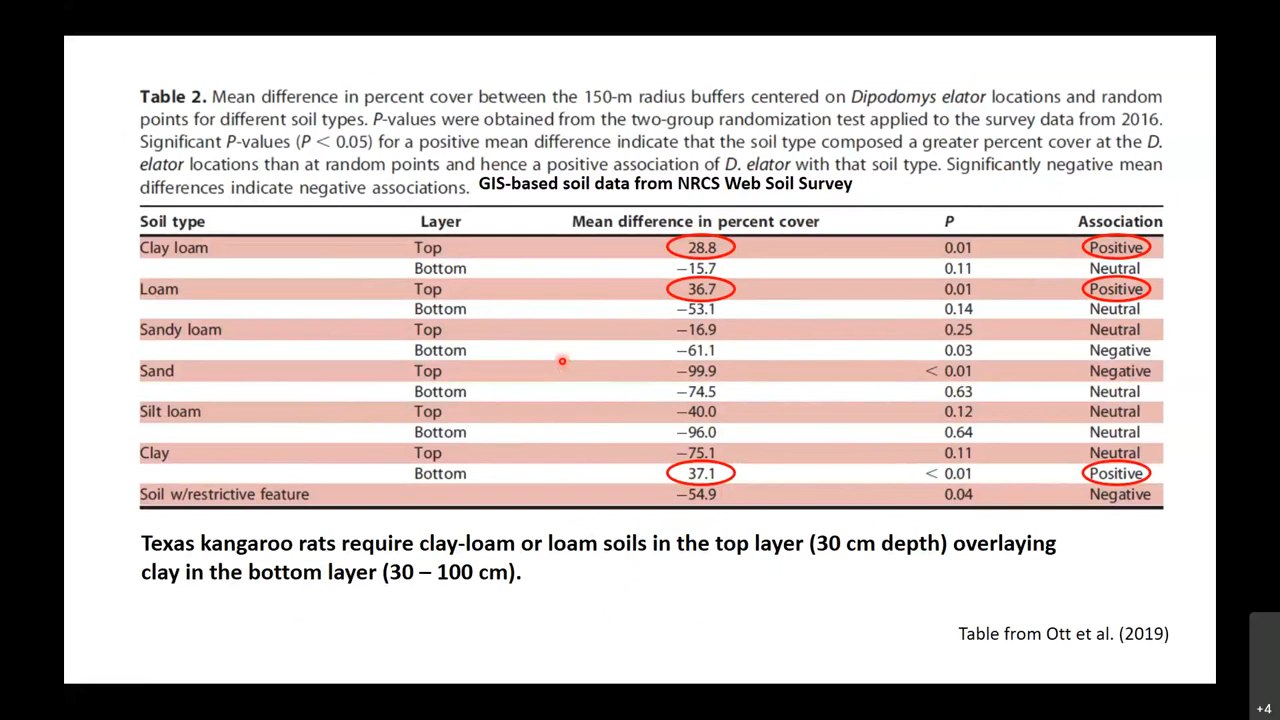 Table 2. Mean difference in percent cover between the 150-m radius buffers centered on Dipodomys elator locations and random
points for different soil types. P-values were obtained from the two-group randomization test applied to the survey data from 2016.
Significant P-values (P < 0.05) for a positive mean difference indicate that the soil type composed a greater percent cover at the D.
elator locations than at random points and hence a positive association of D. elator with that soil type. Significantly negative mean
differences indicate negative associations. GIS-based soil data from NRCS Web Soil Survey
Soil type Layer Mean difference in percent cover P Association
Clay loam Top 28.8 0.01 Positive
Bottom −15.7 0.11 Neutral
Loam Top 36.7 0.01 Positive
Bottom −53.1 0.14 Neutral
Sandy loam Top −16.9 0.25 Neutral
Bottom −61.1 0.03 Negative
Sand Top −99.9 < 0.01 Negative
Bottom −74.5 0.63 Neutral
Silt loam Top −40.0 0.12 Neutral
Bottom −96.0 0.64 Neutral
Clay Top −75.1 0.11 Neutral
Bottom 37.1 < 0.01 Positive
Soil w/restrictive feature −54.9 0.04 Negative
Texas kangaroo rats require clay-loam or loam soils in the top layer (30 cm depth) overlaying
clay in the bottom layer (30 – 100 cm).
Table from Ott et al. (2019)
+4